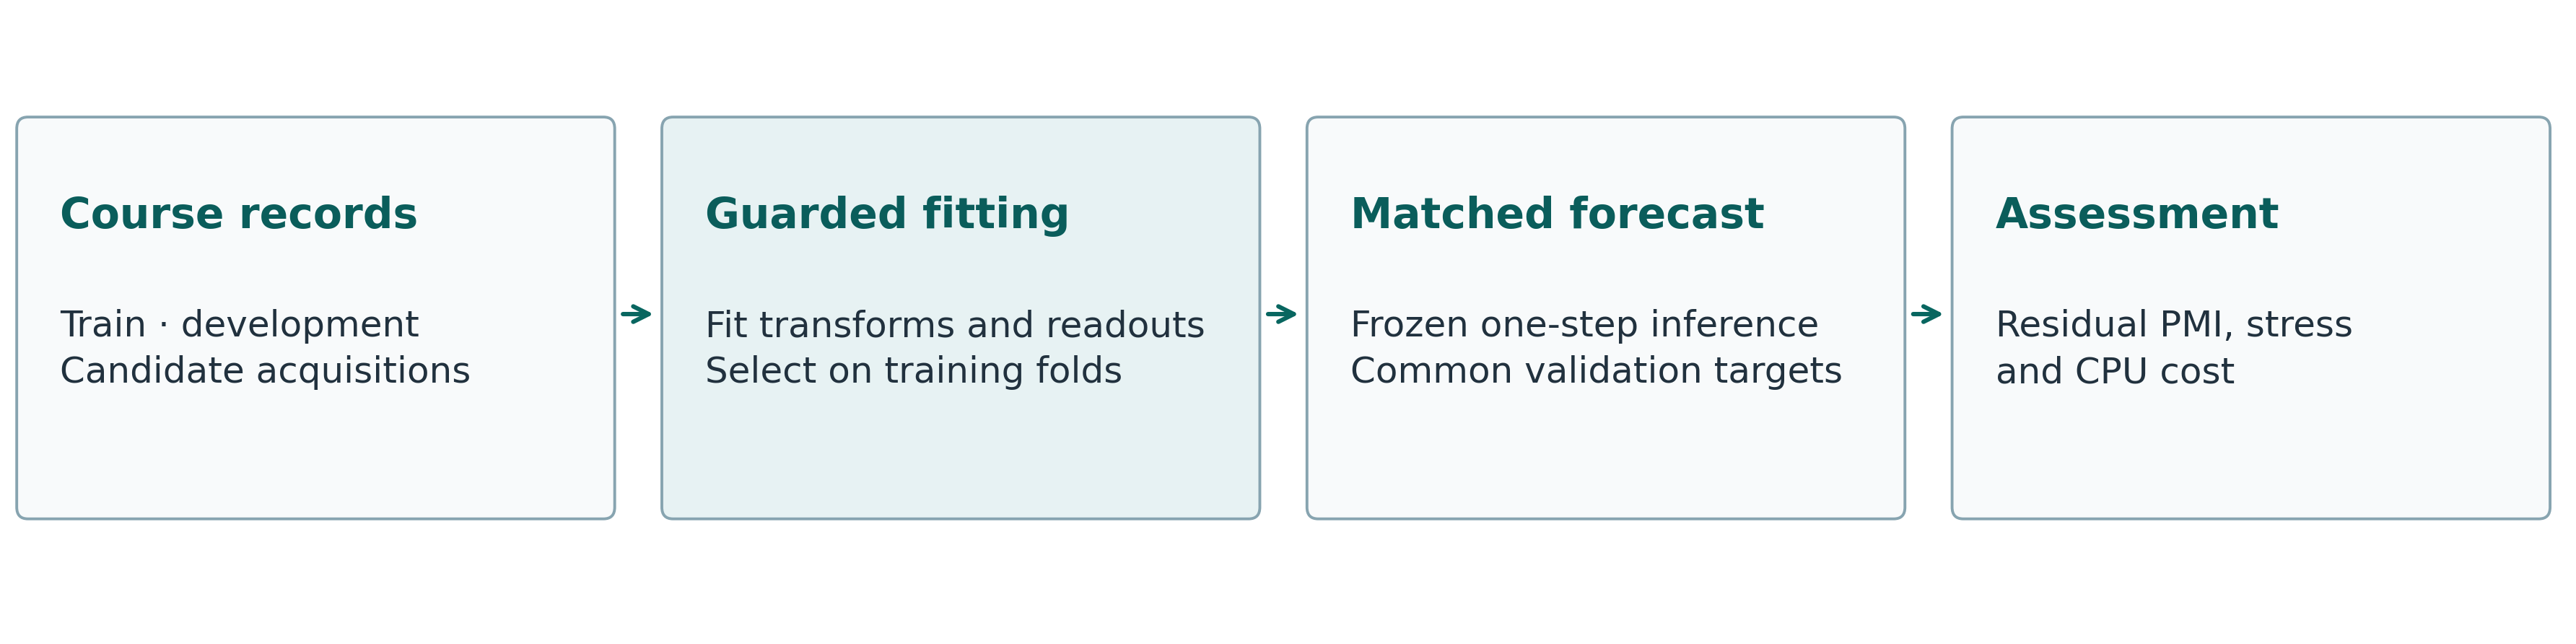 Course records
Train · development
Candidate acquisitions
Guarded fitting
Fit transforms and readouts
Select on training folds
Matched forecast
Frozen one-step inference
Common validation targets
Assessment
Residual PMI, stress
and CPU cost